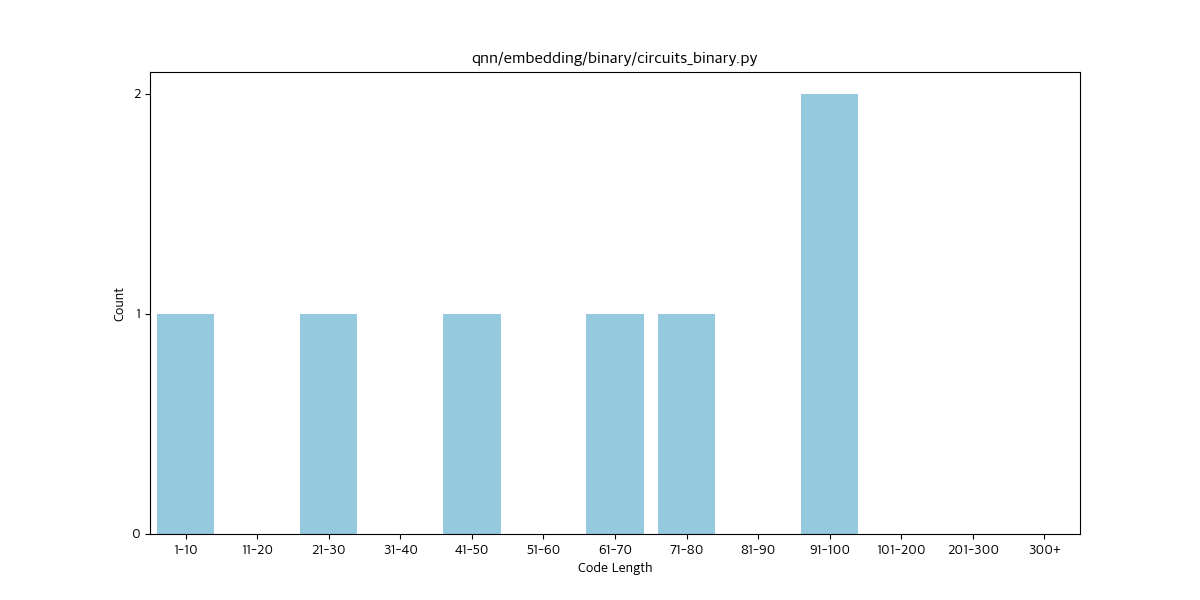 qnn/embedding/binary/circuits_binary.py
2
1
0
Count
1-10 11-20 21-30 31-40 41-50 51-60 61-70 71-80 81-90 91-100 101-200 201-300 300+
Code Length